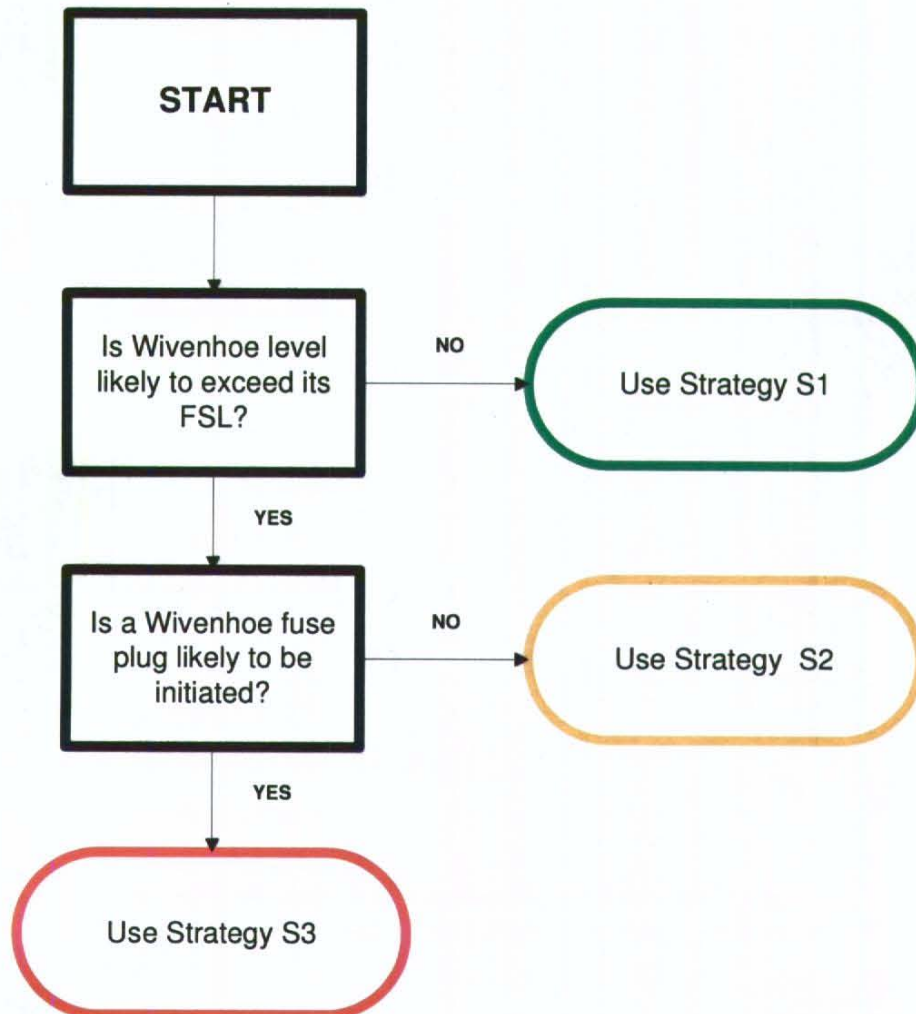 START
Is Wivenhoe level
likely to exceed its
FSL?
NO
Use Strategy S1
YES
Is a Wivenhoe fuse
plug likely to be
initiated?
NO
Use Strategy S2
YES
Use Strategy S3